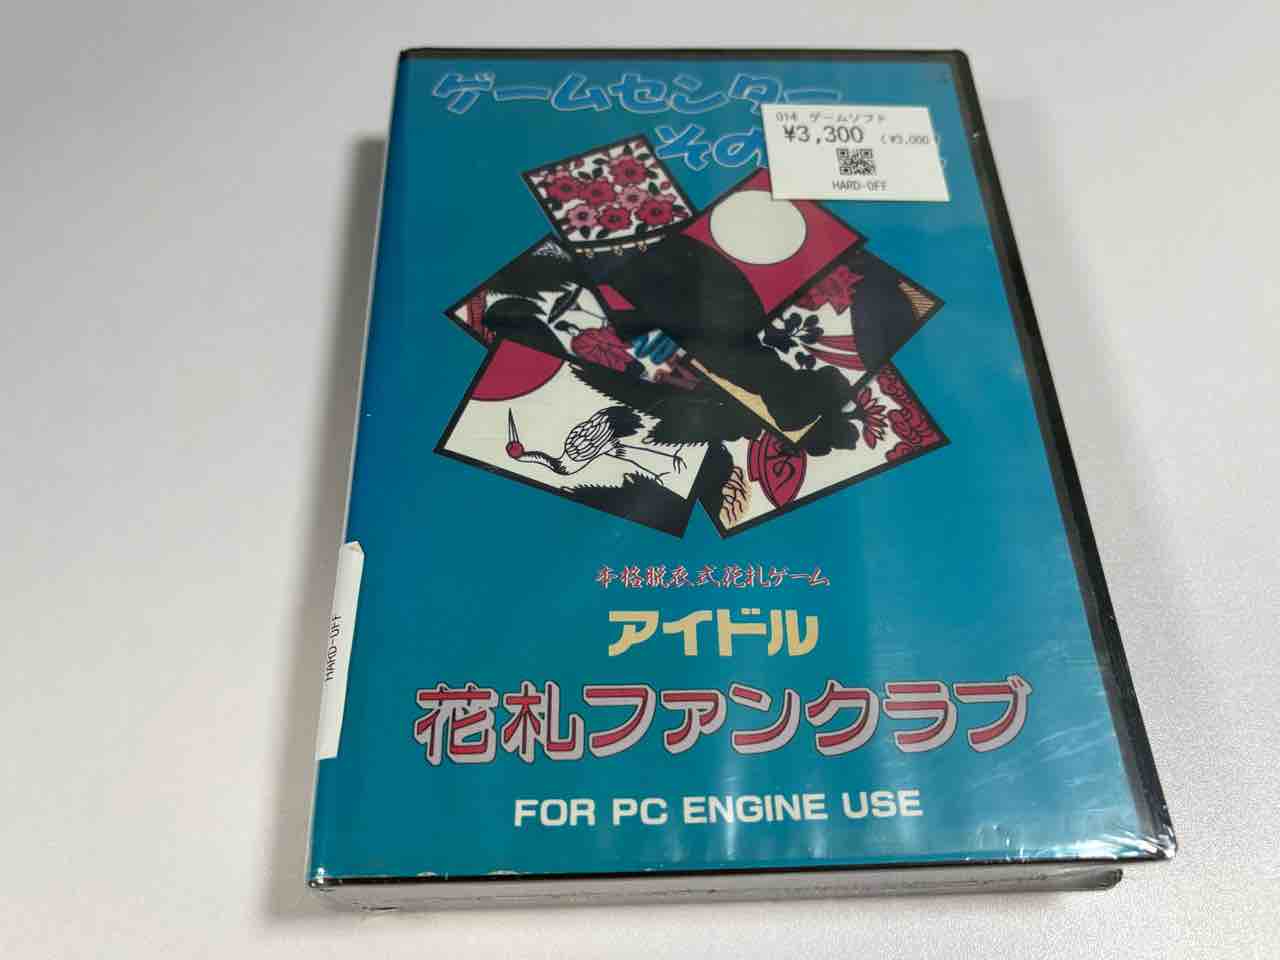 ゲームセンター
その
014 ゲームソフト
¥3,300 (¥3,000)
HARD-OFF
本格脱衣式花札ゲーム
アイドル
花札ファンクラブ
FOR PC ENGINE USE
HARD-OFF